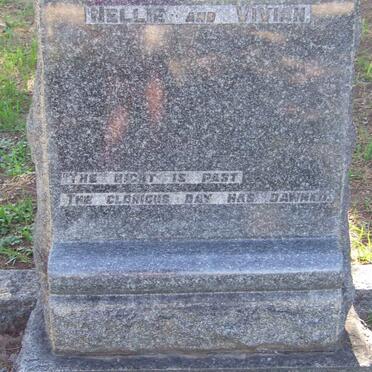 NELLIE AND VIVIAN
"THE NIGHT IS PAST
THE GLORIOUS DAY HAS DAWNED.